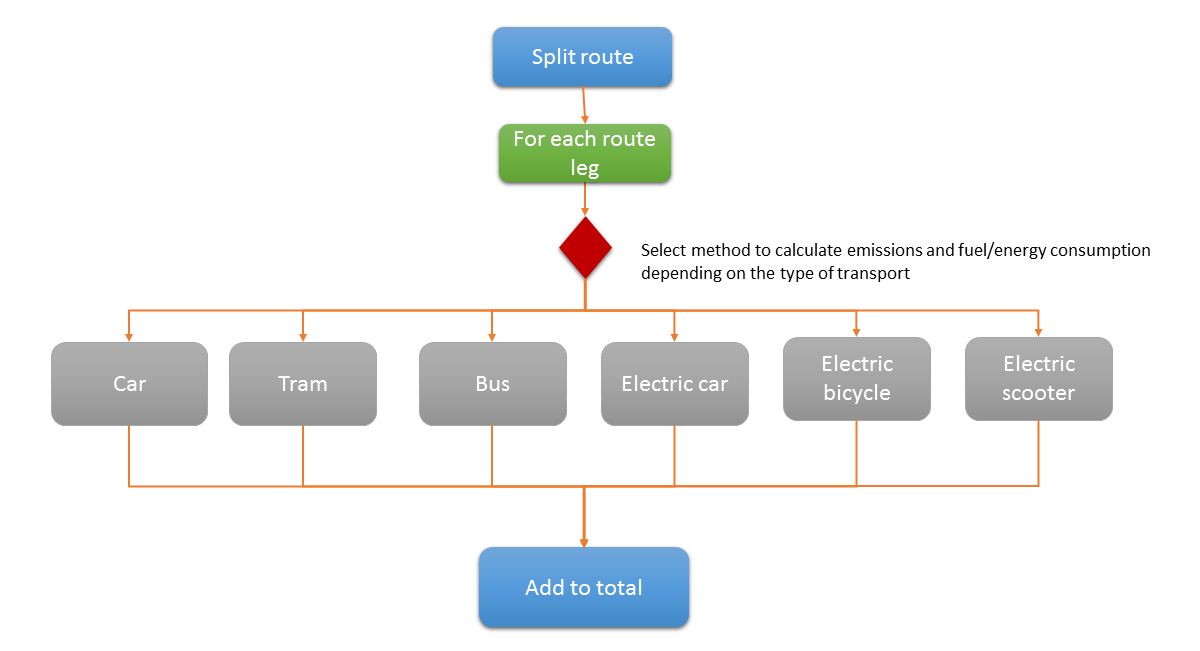 Split route
For each route
leg
Select method to calculate emissions and fuel/energy consumption
depending on the type of transport
Car
Tram
Bus
Electric car
Electric
bicycle
Electric
scooter
Add to total